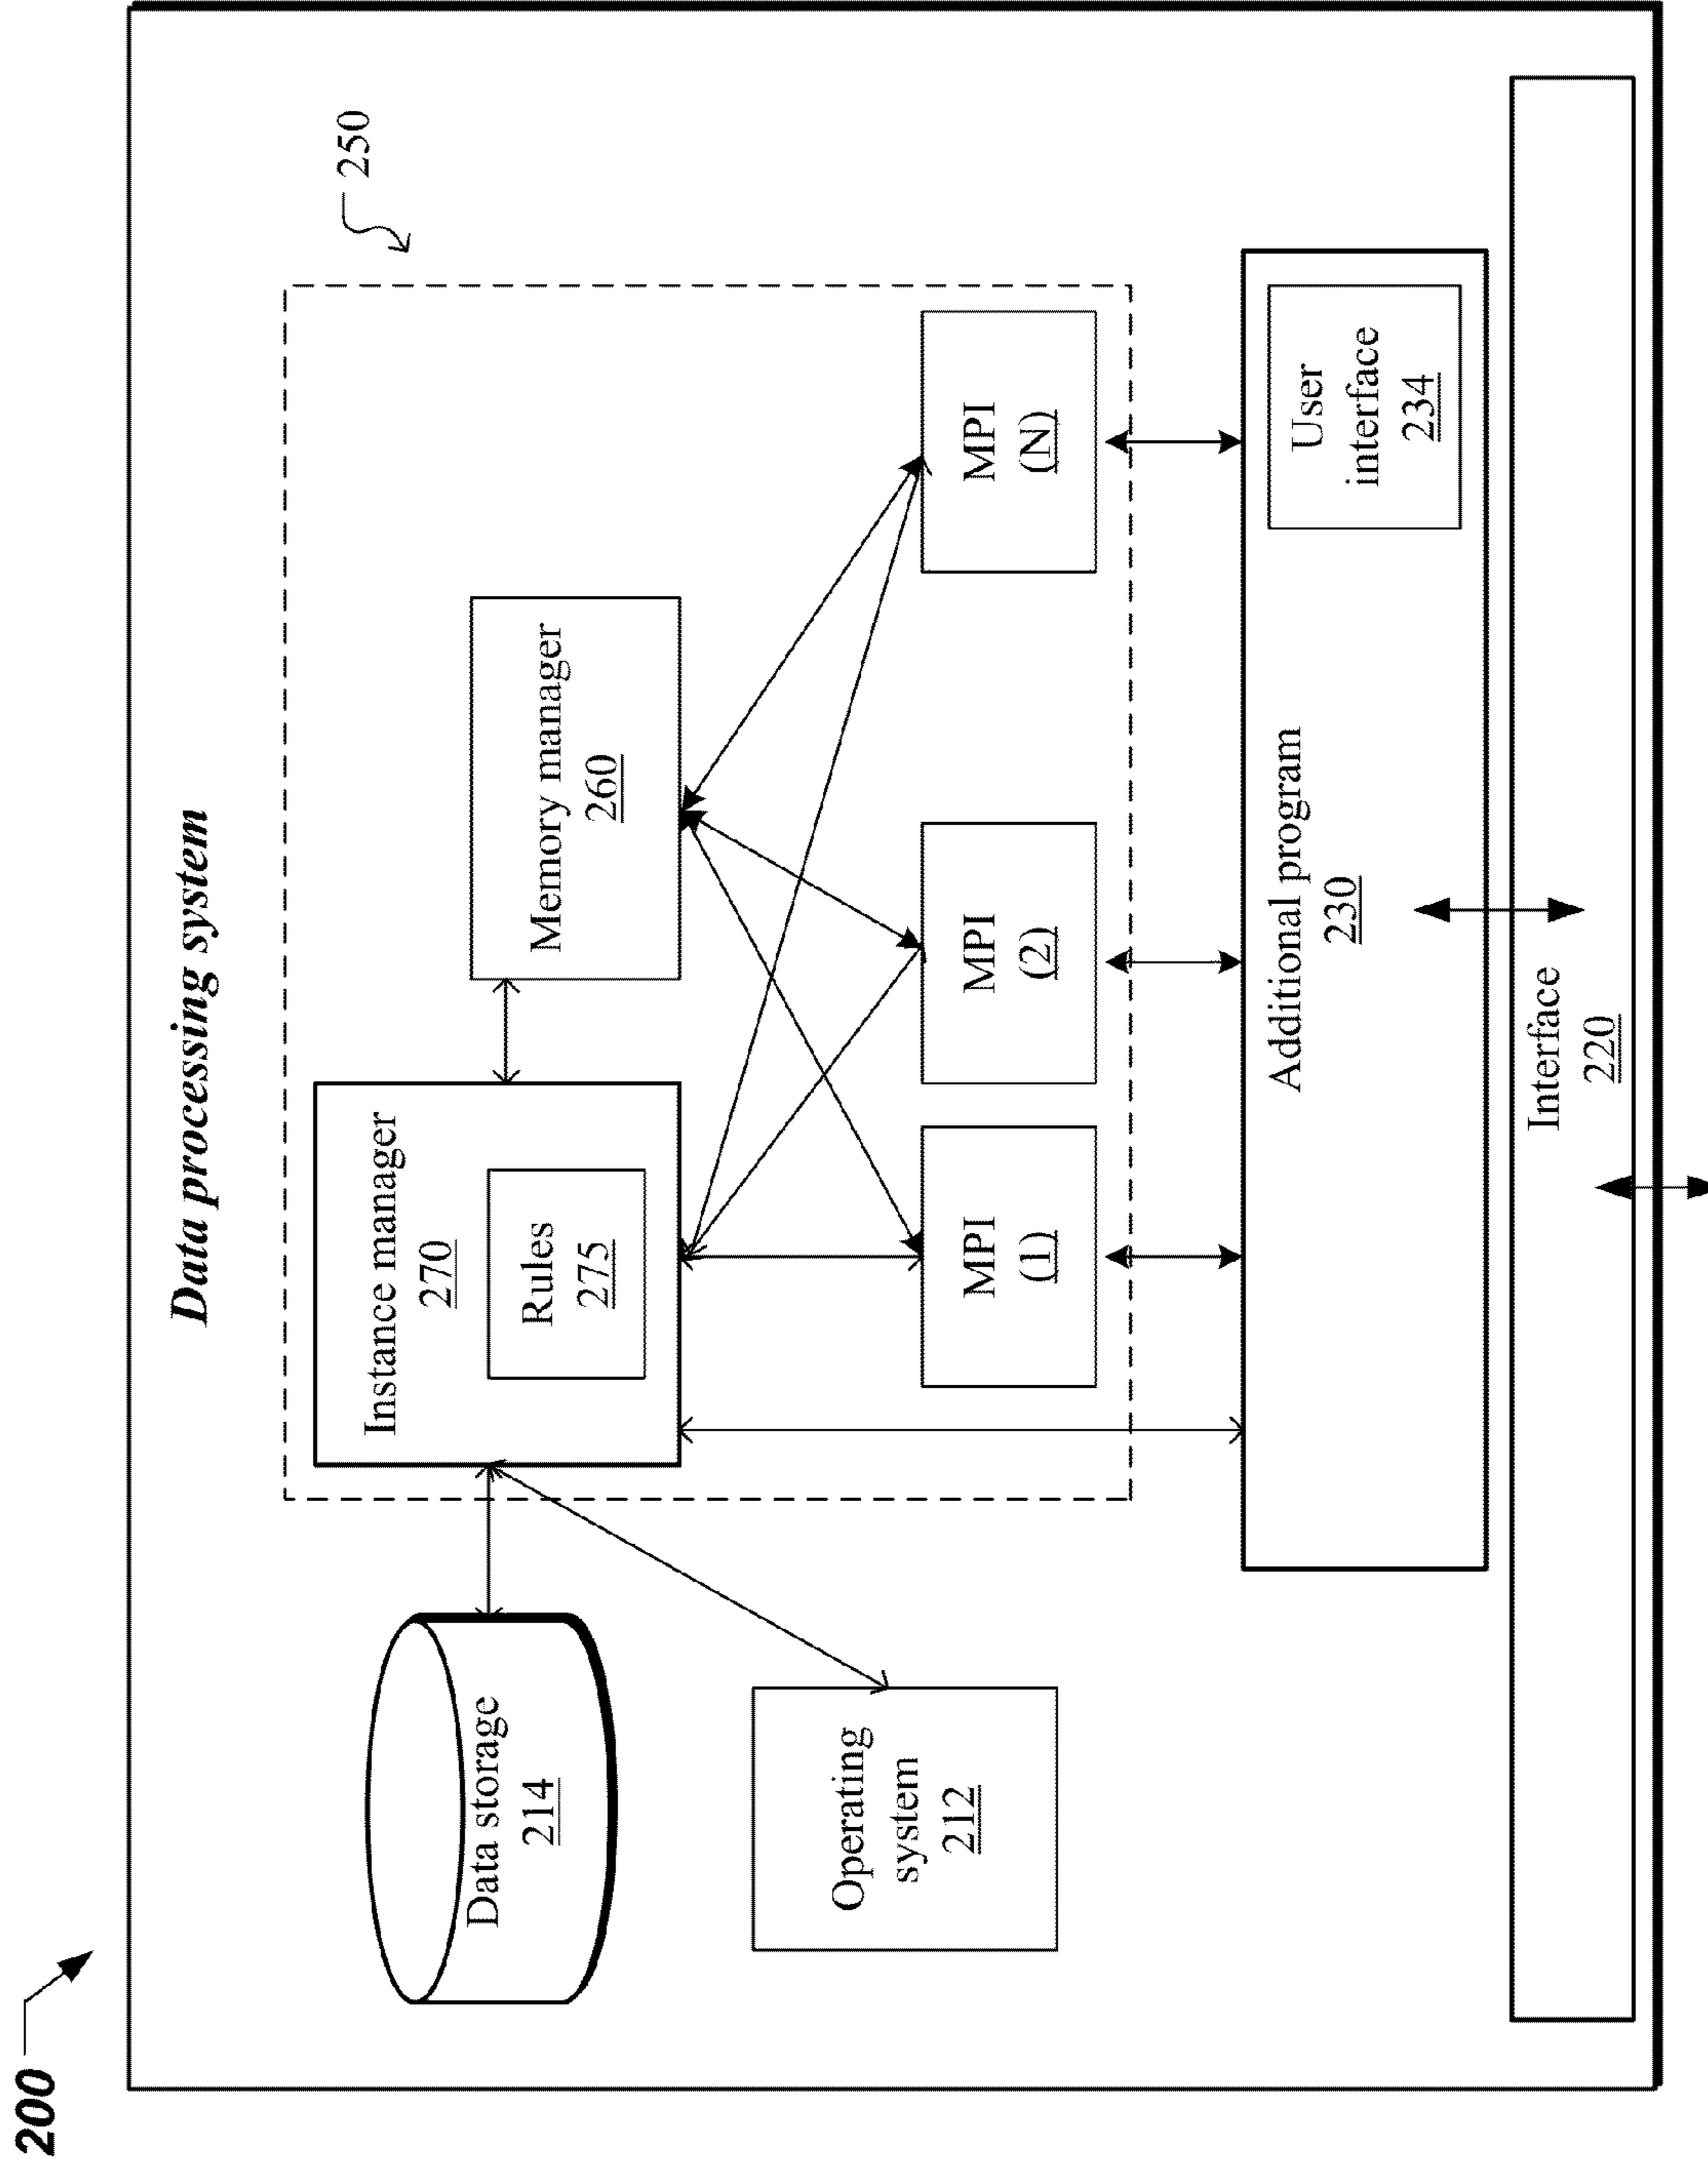 200
Data processing system
250
Data storage
214
Instance manager
270
Rules
275
Memory manager
260
Operating
system
212
MPI
(1)
MPI
(2)
MPI
(N)
Additional program
230
User
interface
234
Interface
220